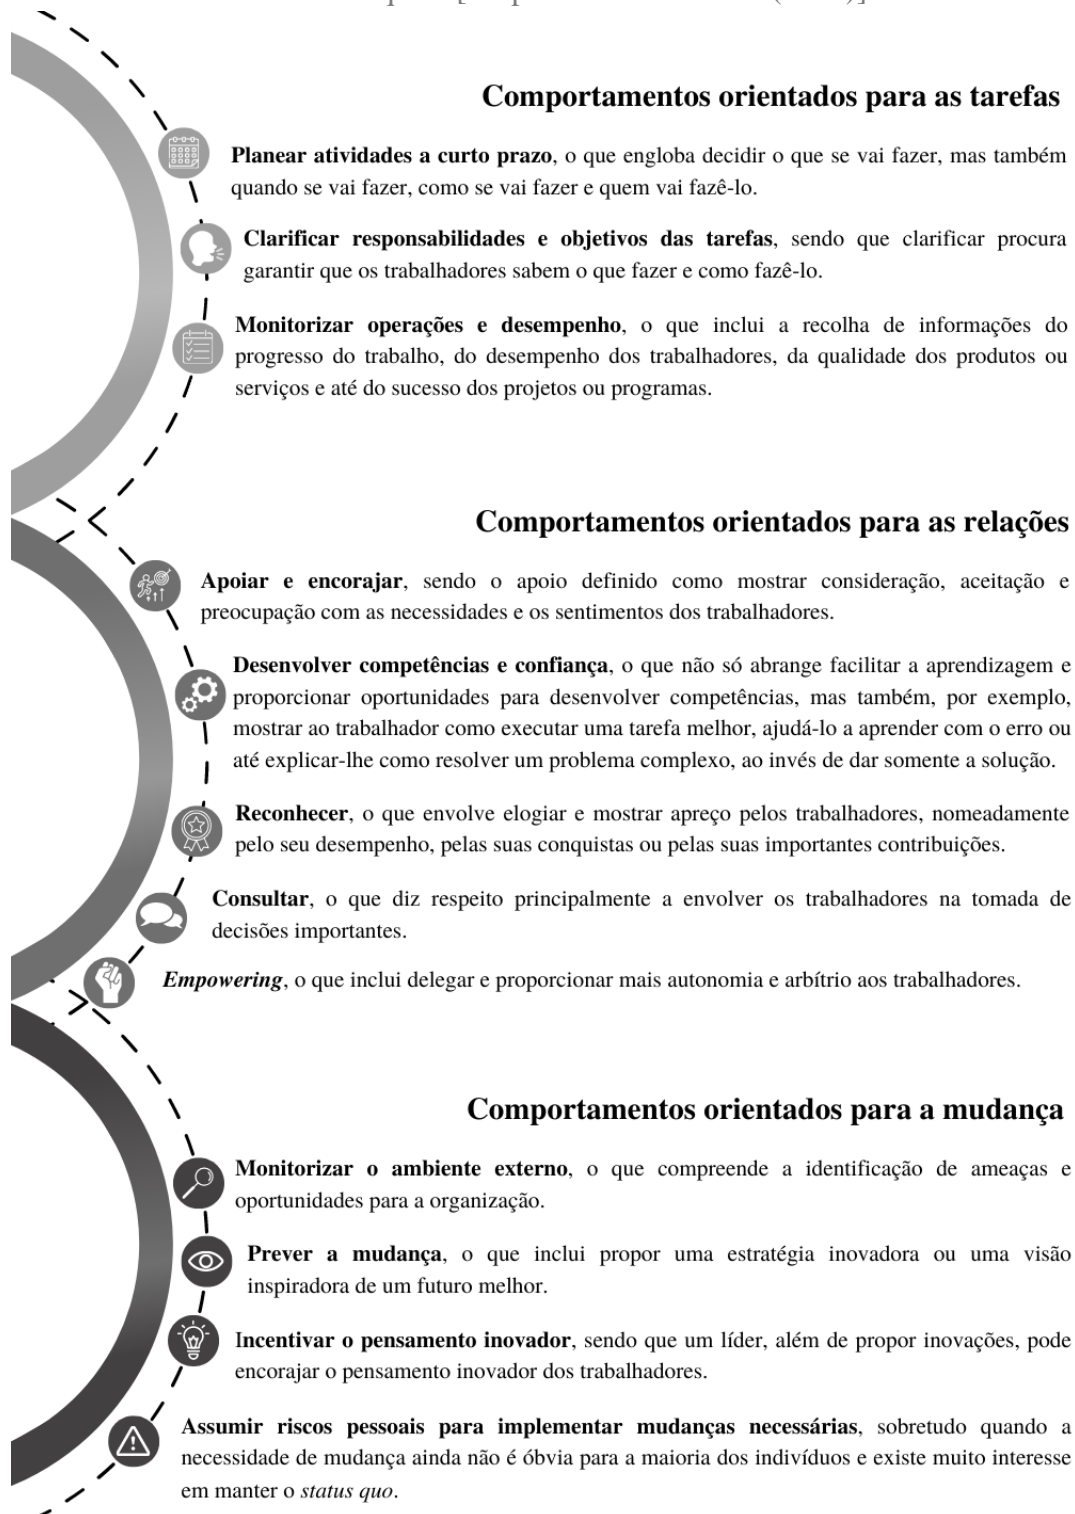 Comportamentos orientados para as tarefas
Planear atividades a curto prazo, o que engloba decidir o que se vai fazer, mas também
quando se vai fazer, como se vai fazer e quem vai fazê-lo.
Clarificar responsabilidades e objetivos das tarefas, sendo que clarificar procura
garantir que os trabalhadores sabem o que fazer e como fazê-lo.
Monitorizar operações e desempenho, o que inclui a recolha de informações do
progresso do trabalho, do desempenho dos trabalhadores, da qualidade dos produtos ou
serviços e até do sucesso dos projetos ou programas.
Comportamentos orientados para as relações
Apoiar e encorajar, sendo o apoio definido como mostrar consideração, aceitação e
preocupação com as necessidades e os sentimentos dos trabalhadores.
Desenvolver competências e confiança, o que não só abrange facilitar a aprendizagem e
proporcionar oportunidades para desenvolver competências, mas também, por exemplo,
mostrar ao trabalhador como executar uma tarefa melhor, ajudá-lo a aprender com o erro ou
até explicar-lhe como resolver um problema complexo, ao invés de dar somente a solução.
Reconhecer, o que envolve elogiar e mostrar apreço pelos trabalhadores, nomeadamente
pelo seu desempenho, pelas suas conquistas ou pelas suas importantes contribuições.
Consultar, o que diz respeito principalmente a envolver os trabalhadores na tomada de
decisões importantes.
Empowering, o que inclui delegar e proporcionar mais autonomia e arbítrio aos trabalhadores.
Comportamentos orientados para a mudança
Monitorizar o ambiente externo, o que compreende a identificação de ameaças e
oportunidades para a organização.
Prever a mudança, o que inclui propor uma estratégia inovadora ou uma visão
inspiradora de um futuro melhor.
Incentivar o pensamento inovador, sendo que um líder, além de propor inovações, pode
encorajar o pensamento inovador dos trabalhadores.
Assumir riscos pessoais para implementar mudanças necessárias, sobretudo quando a
necessidade de mudança ainda não é óbvia para a maioria dos indivíduos e existe muito interesse
em manter o status quo.